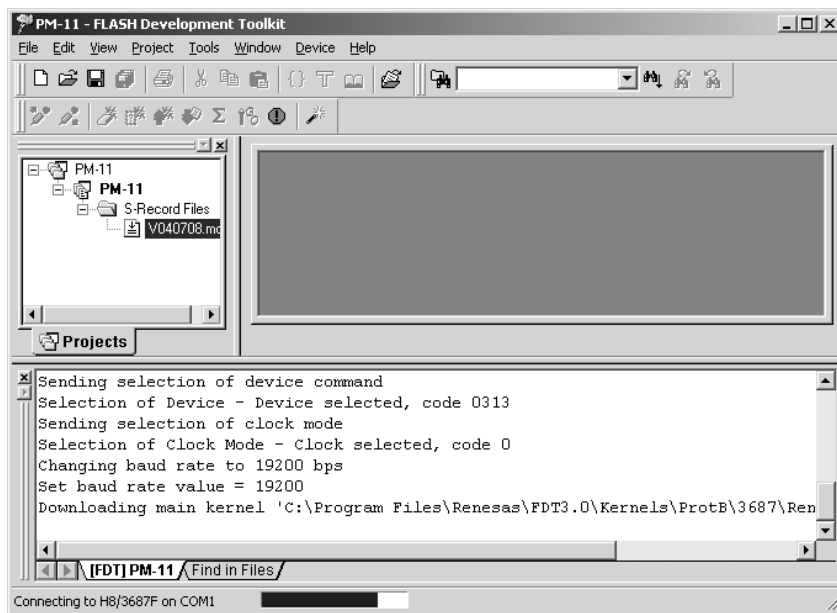 PM-11 - FLASH Development Toolkit
File Edit View Project Tools Window Device Help
PM-11
PM-11
S-Record Files
V040708.mo
Projects
Sending selection of device command
Selection of Device - Device selected, code 0313
Sending selection of clock mode
Selection of Clock Mode - Clock selected, code 0
Changing baud rate to 19200 bps
Set baud rate value = 19200
Downloading main kernel 'C:\Program Files\Renesas\FDT3.0\Kernels\ProtB\3687\Ren
[FDT] PM-11 Find in Files
Connecting to H8/3687F on COM1